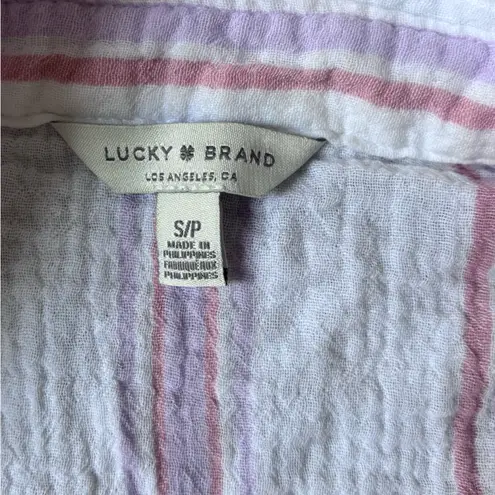 LUCKY BRAND
LOS ANGELES, CA
S/P
MADE IN
PHILIPPINES
FABRIQUÉ AUX
PHILIPPINES